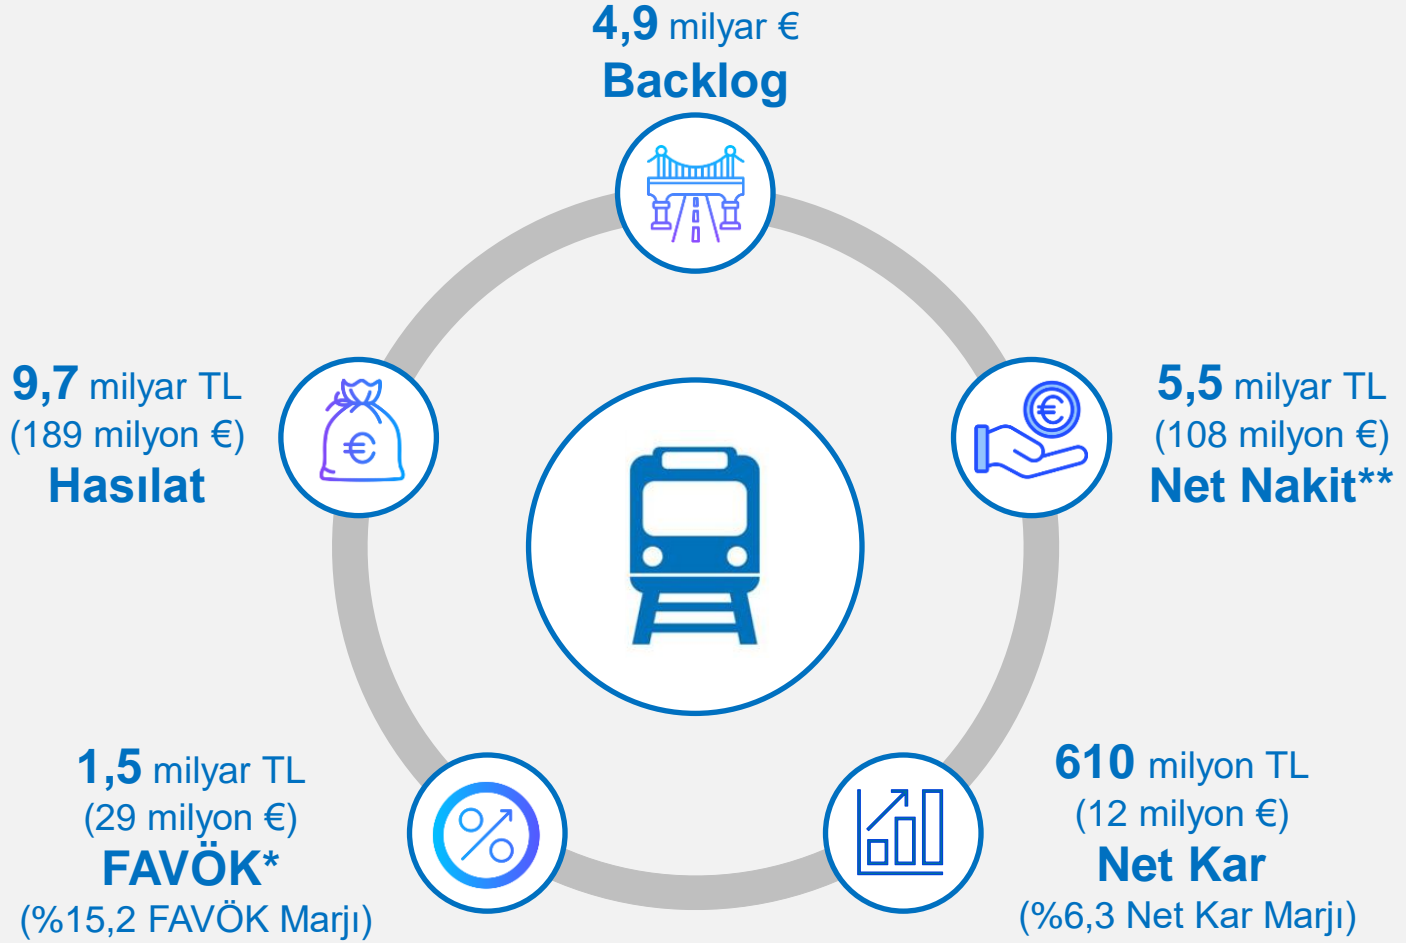 4,9 milyar €
Backlog
9,7 milyar TL
(189 milyon €)
Hasılat
5,5 milyar TL
(108 milyon €)
Net Nakit**
1,5 milyar TL
(29 milyon €)
FAVÖK*
(%15,2 FAVÖK Marjı)
610 milyon TL
(12 milyon €)
Net Kar
(%6,3 Net Kar Marjı)